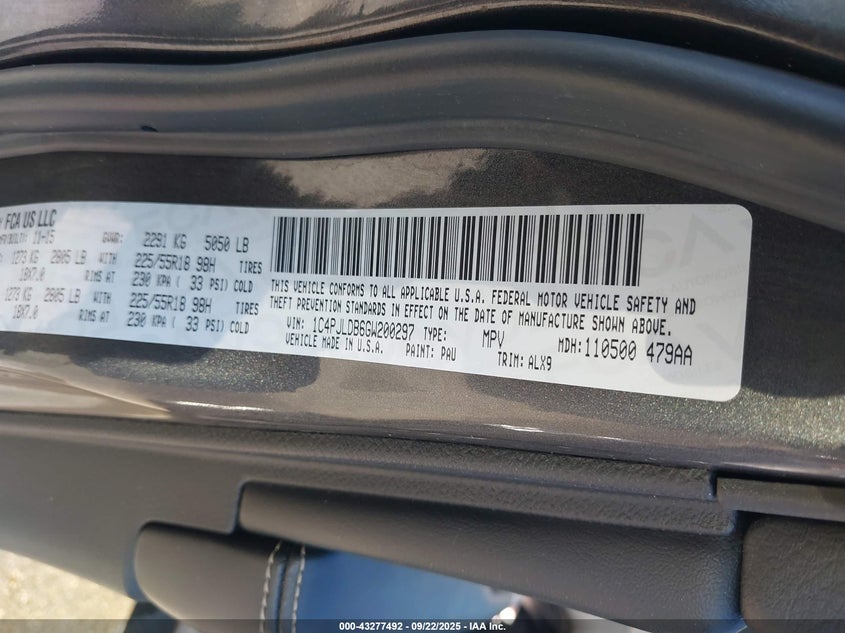 FCA US LLC
11-15 GVWR: 2291 KG 5050 LB
1273 KG 2805 LB WITH 225/55R18 98H TIRES
18X7.0 RIMS AT 230 KPA ( 33 PSI) COLD
1273 KG 2805 LB WITH 225/55R18 98H TIRES
18X7.0 RIMS AT 230 KPA ( 33 PSI) COLD
THIS VEHICLE CONFORMS TO ALL APPLICABLE U.S.A. FEDERAL MOTOR VEHICLE SAFETY AND
THEFT PREVENTION STANDARDS IN EFFECT ON THE DATE OF MANUFACTURE SHOWN ABOVE.
VIN: 1C4PJLDB6GW200297 TYPE: MPV MDH:110500 479AA
VEHICLE MADE IN U.S.A. PAINT: PAU TRIM: ALX9
000-43277492 - 09/22/2025 - IAA Inc.